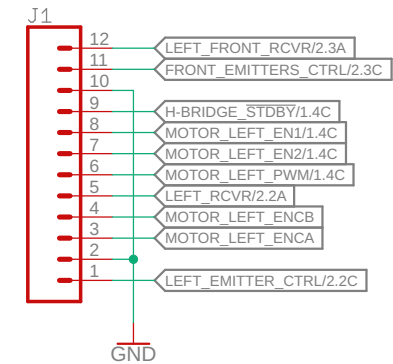 J1
12 LEFT_FRONT_RCVR/2.3A
11 FRONT_EMITTERS_CTRL/2.3C
10
9 H-BRIDGE_STDBY/1.4C
8 MOTOR_LEFT_EN1/1.4C
7 MOTOR_LEFT_EN2/1.4C
6 MOTOR_LEFT_PWM/1.4C
5 LEFT_RCVR/2.2A
4 MOTOR_LEFT_ENCB
3 MOTOR_LEFT_ENCA
2
1 LEFT_EMITTER_CTRL/2.2C
GND